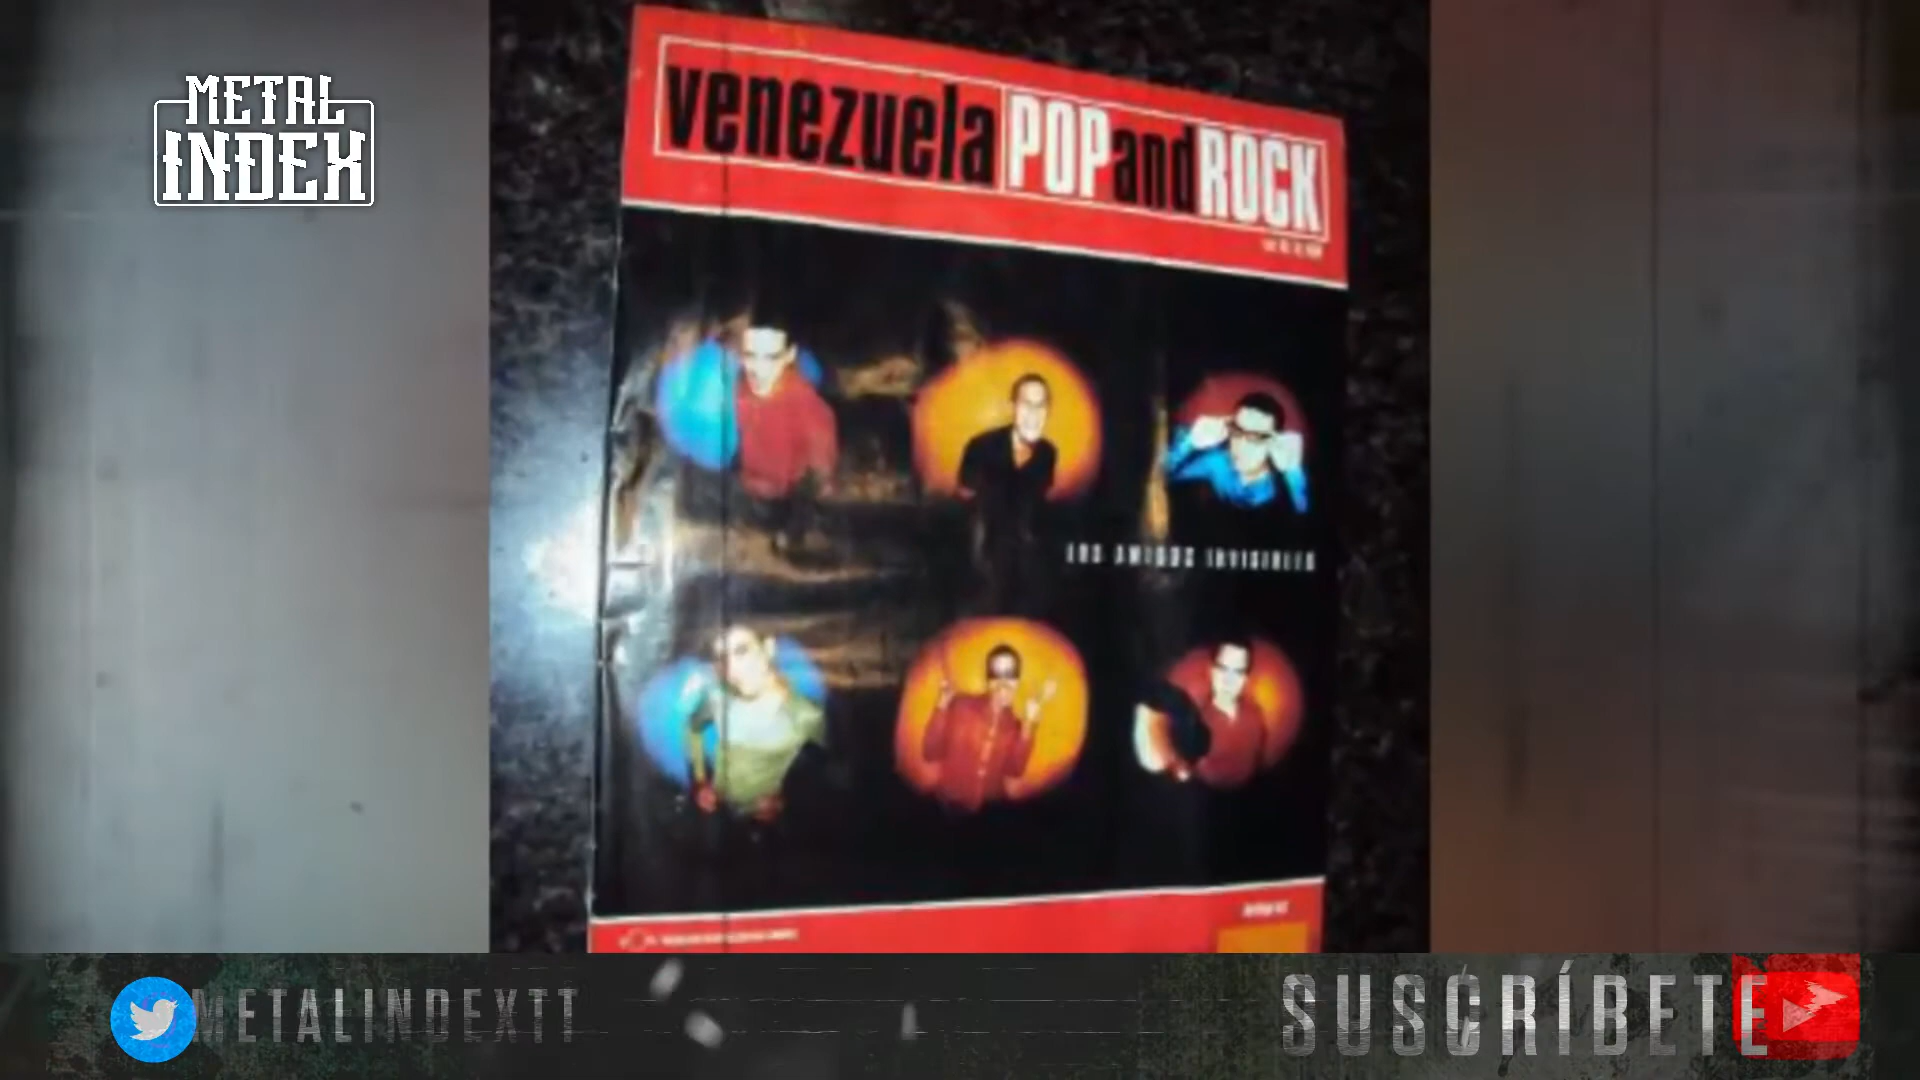 METAL
INDEX
venezuela POP and ROCK
LOS AMIGOS INVISIBLES
METALINDEXTT
SUSCRÍBETE